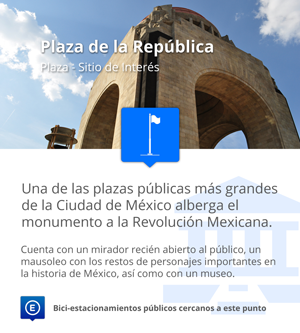 Plaza de la República
Plaza - Sitio de Interés
Una de las plazas públicas más grandes
de la Ciudad de México alberga el
monumento a la Revolución Mexicana.
Cuenta con un mirador recién abierto al público, un
mausoleo con los restos de personajes importantes en
la historia de México, así como con un museo.
E
Bici-estacionamientos públicos cercanos a este punto